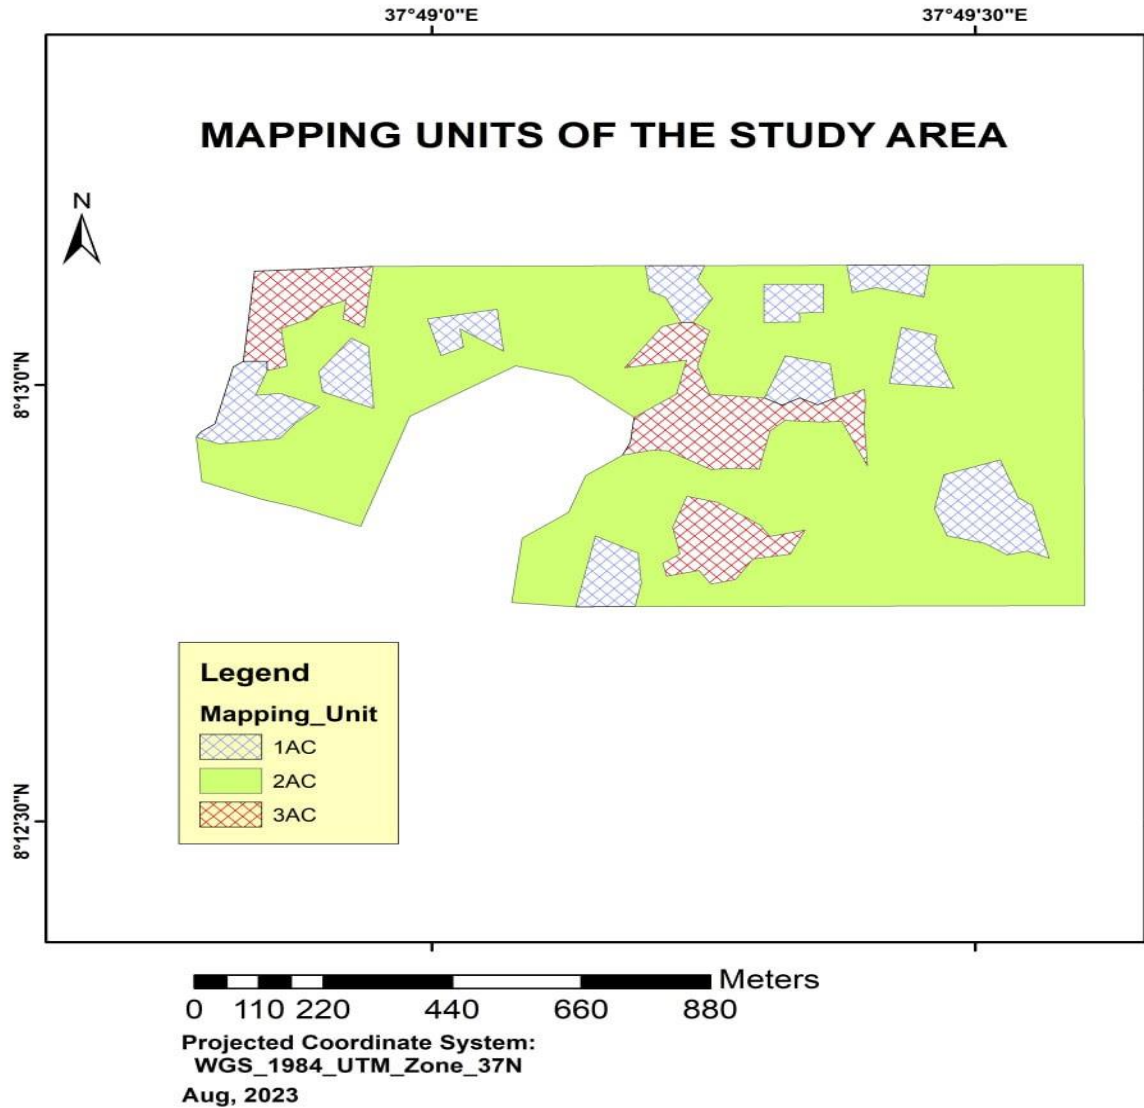 37°49'0"E 37°49'30"E
MAPPING UNITS OF THE STUDY AREA
N
8°13'0"N
Legend
Mapping_Unit
1AC
2AC
3AC
8°12'30"N
Meters
0 110 220 440 660 880
Projected Coordinate System:
WGS_1984_UTM_Zone_37N
Aug, 2023